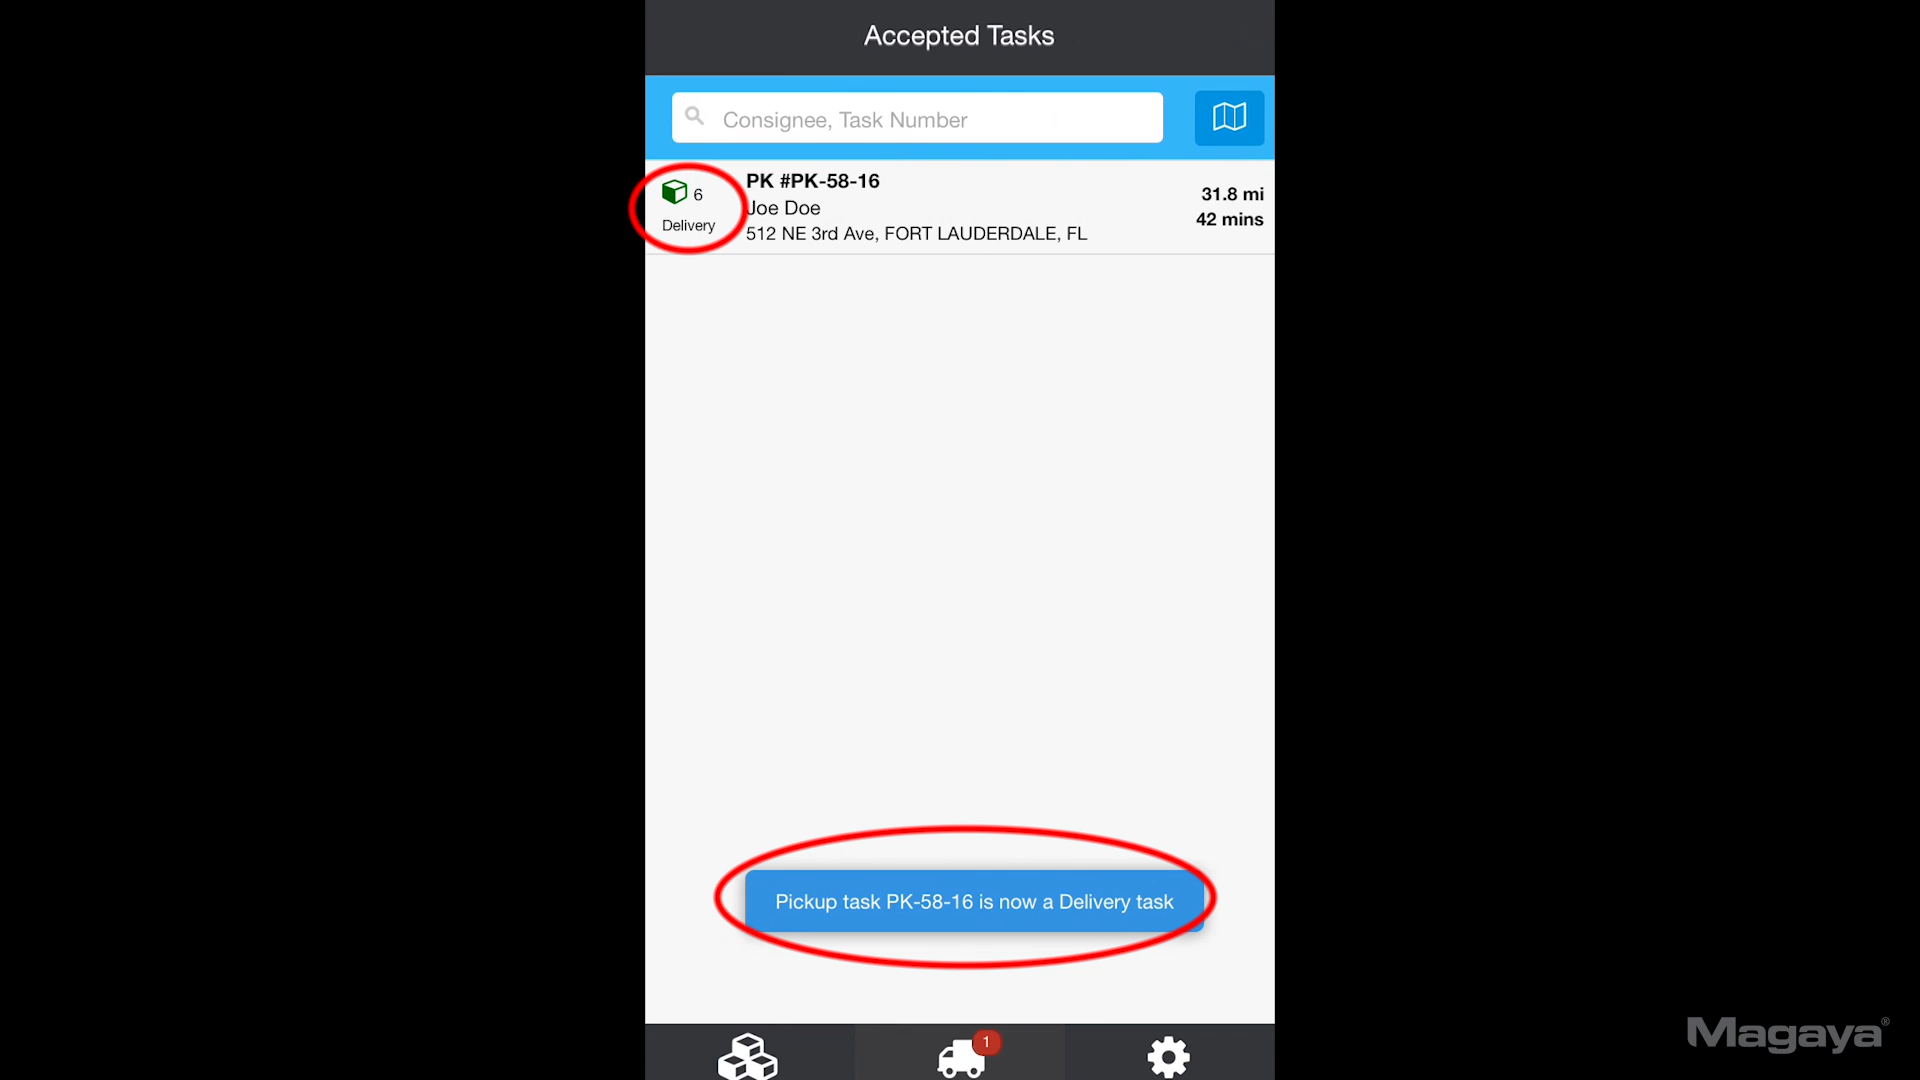 Accepted Tasks
Consignee, Task Number
6
Delivery
PK #PK-58-16
Joe Doe
512 NE 3rd Ave, FORT LAUDERDALE, FL
31.8 mi
42 mins
Pickup task PK-58-16 is now a Delivery task
1
Magaya®